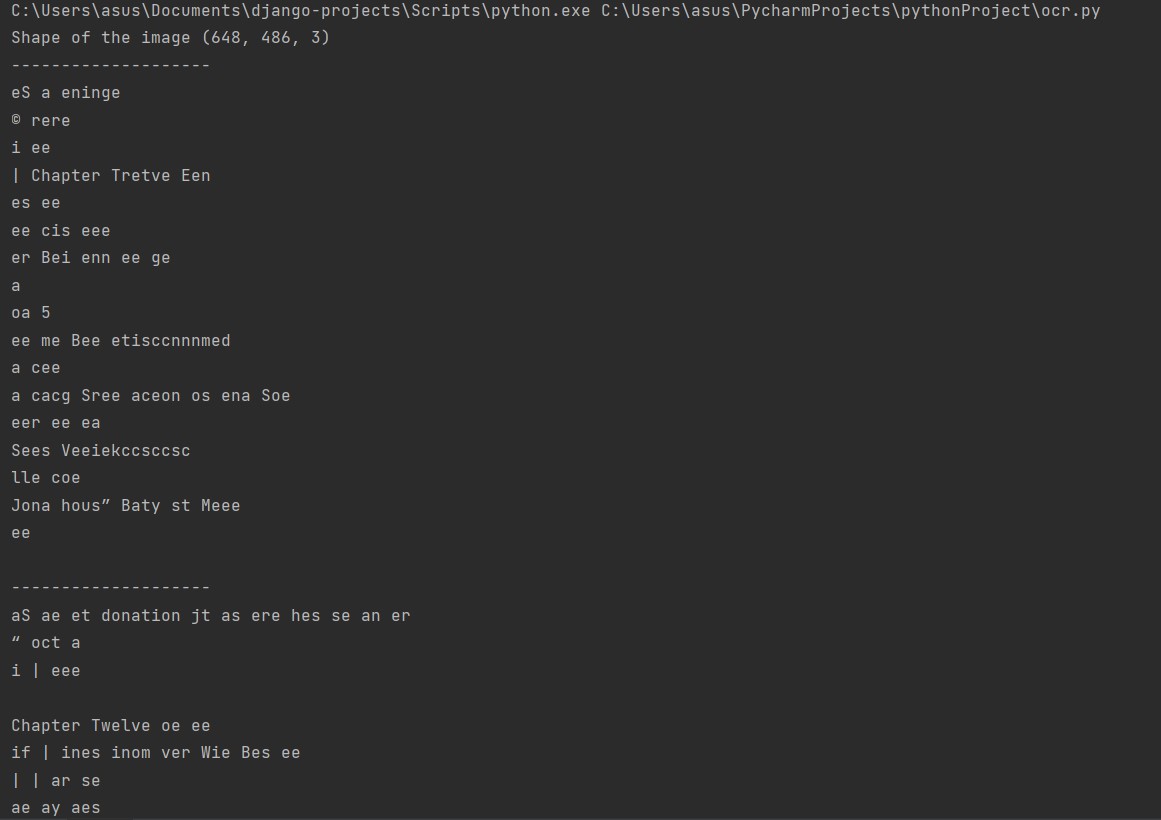 C:\Users\asus\Documents\django-projects\Scripts\python.exe C:\Users\asus\PycharmProjects\pythonProject\ocr.py
Shape of the image (648, 486, 3)
--------------------
eS a eninge
© rere
i ee
| Chapter Tretve Een
es ee
ee cis eee
er Bei enn ee ge
a
oa 5
ee me Bee etisccnnnmed
a cee
a cacg Sree aceon os ena Soe
eer ee ea
Sees Veeiekccsccsc
lle coe
Jona hous” Baty st Meee
ee
--------------------
aS ae et donation jt as ere hes se an er
“ oct a
i | eee
Chapter Twelve oe ee
if | ines inom ver Wie Bes ee
| | ar se
ae ay aes